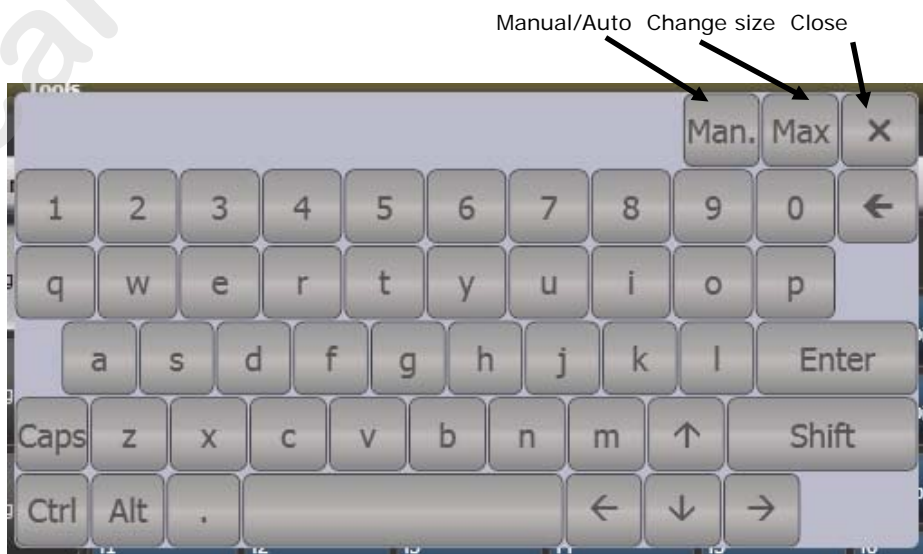 Manual/Auto Change size Close
Tools
Man. Max ×
1 2 3 4 5 6 7 8 9 0 ←
q w e r t y u i o p
a s d f g h j k l Enter
Caps z x c v b n m ↑ Shift
Ctrl Alt . ← ↓ →